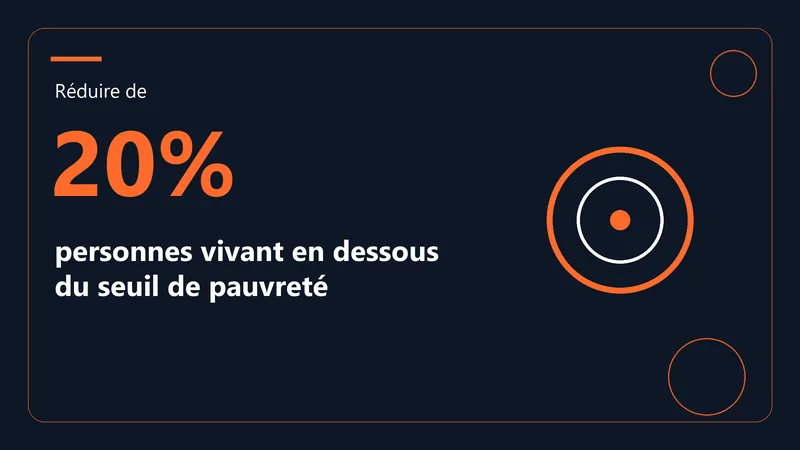 Réduire de
20%
personnes vivant en dessous
du seuil de pauvreté